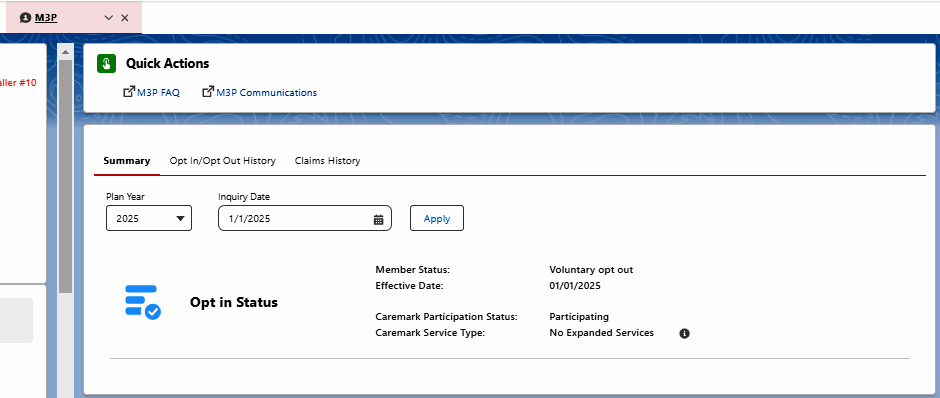 M3P
aller #10
Quick Actions
M3P FAQ M3P Communications
Summary Opt In/Opt Out History Claims History
Plan Year Inquiry Date
2025 1/1/2025 Apply
Member Status: Voluntary opt out
Effective Date: 01/01/2025
Opt in Status
Caremark Participation Status: Participating
Caremark Service Type: No Expanded Services